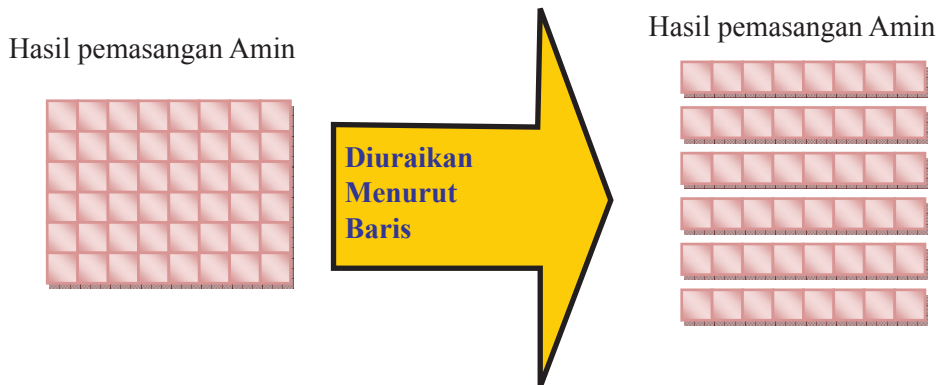 Hasil pemasangan Amin
Diuraikan
Menurut
Baris
Hasil pemasangan Amin